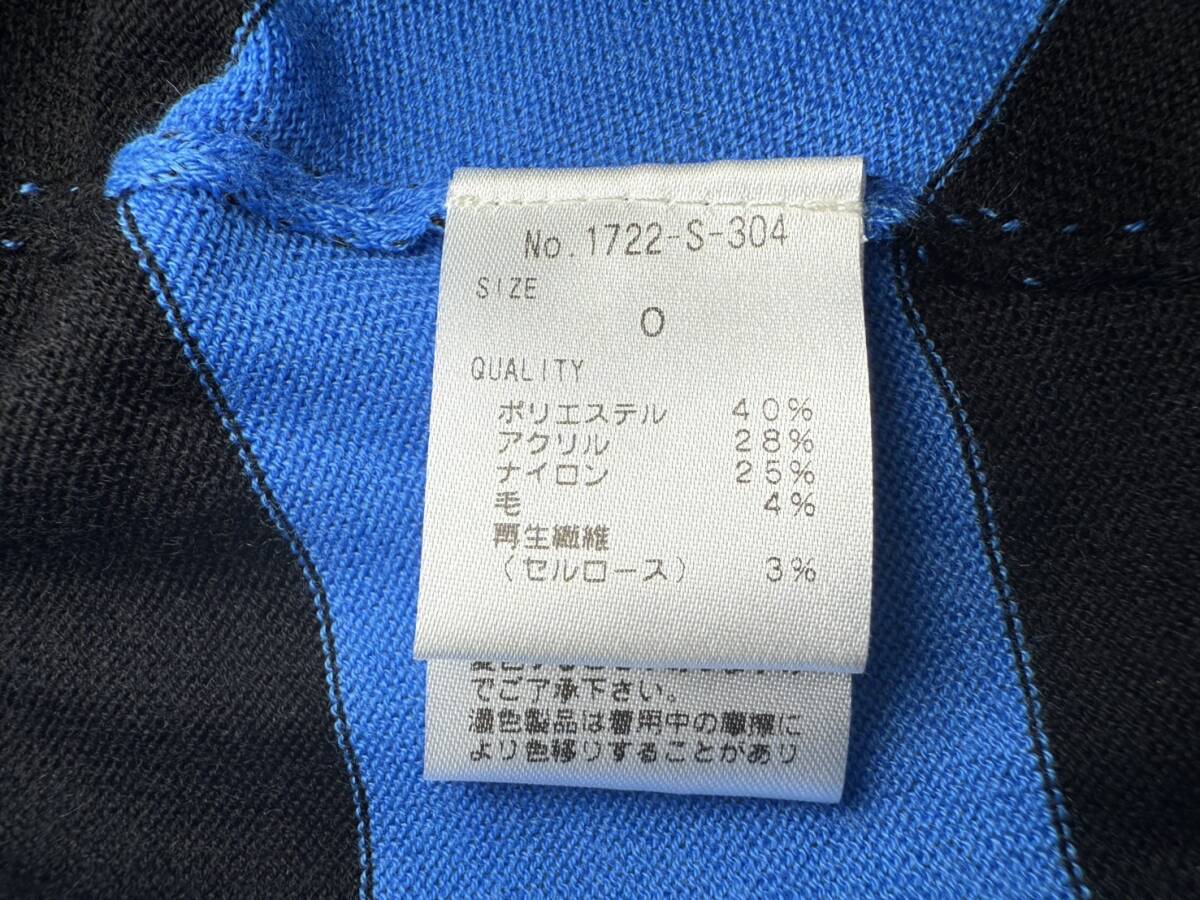 No.1722-S-304
SIZE
0
QUALITY
ポリエステル 40%
アクリル 28%
ナイロン 25%
毛 4%
再生繊維
(セルロース) 3%
でご了承下さい。
濃色製品は着用中の摩擦に
より色移りすることがあり